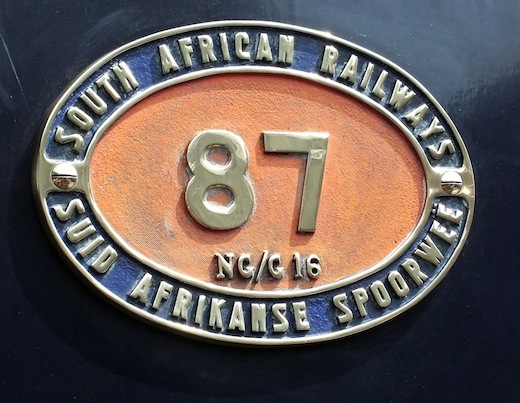 SOUTH AFRICAN RAILWAYS
87
NG/G 16
SUID AFRIKANSE SPOORWEË